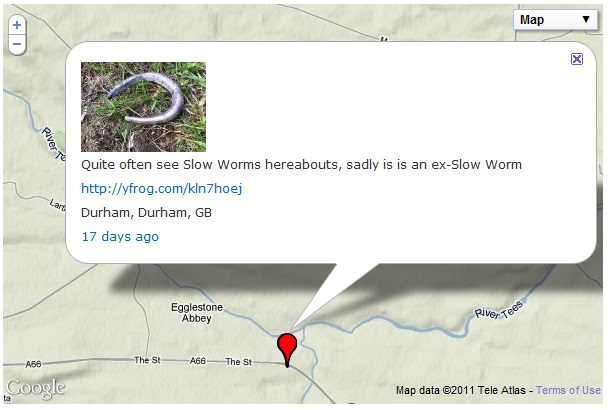 +
−
Map ▼
M
River Tees
Lart
Quite often see Slow Worms hereabouts, sadly is is an ex-Slow Worm
http://yfrog.com/kln7hoej
Durham, Durham, GB
17 days ago
Egglestone
Abbey
River Tees
A66
The St
A66
The St
Google
ta
Map data ©2011 Tele Atlas - Terms of Use